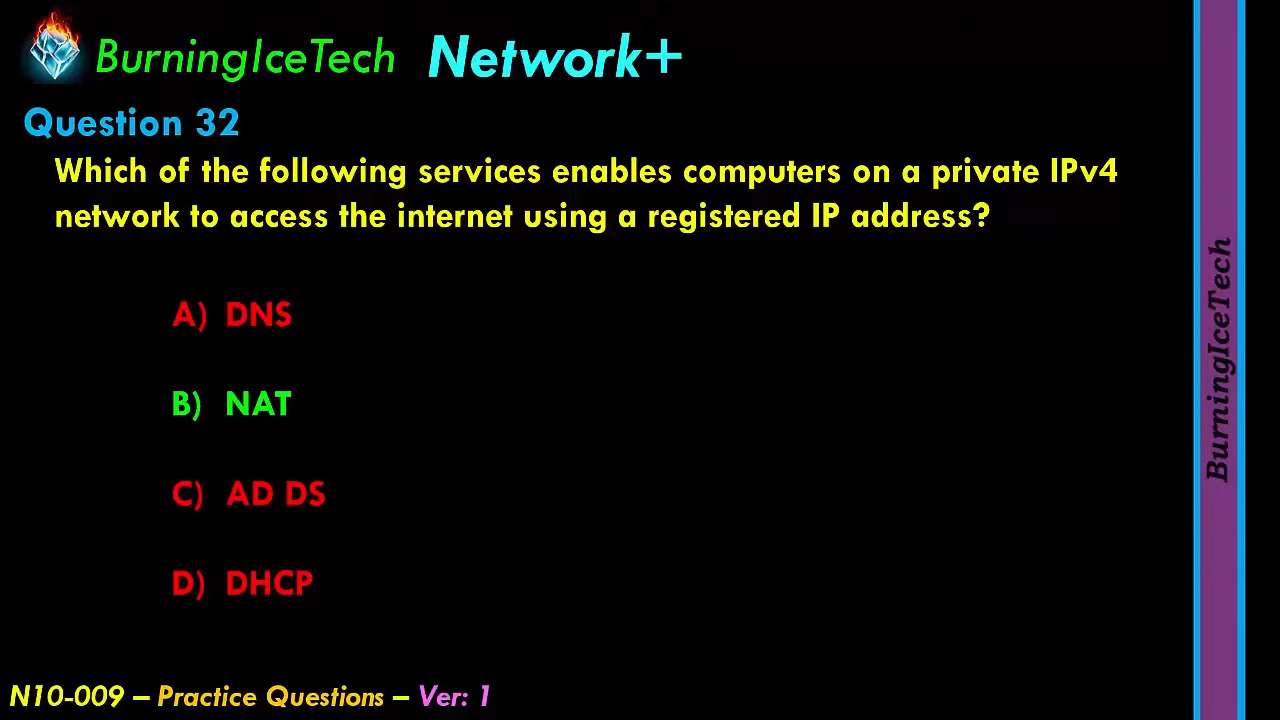 BurningIceTech Network+
Question 32
Which of the following services enables computers on a private IPv4
network to access the internet using a registered IP address?
A) DNS
B) NAT
C) AD DS
D) DHCP
N10-009 – Practice Questions – Ver: 1
BurningIceTech